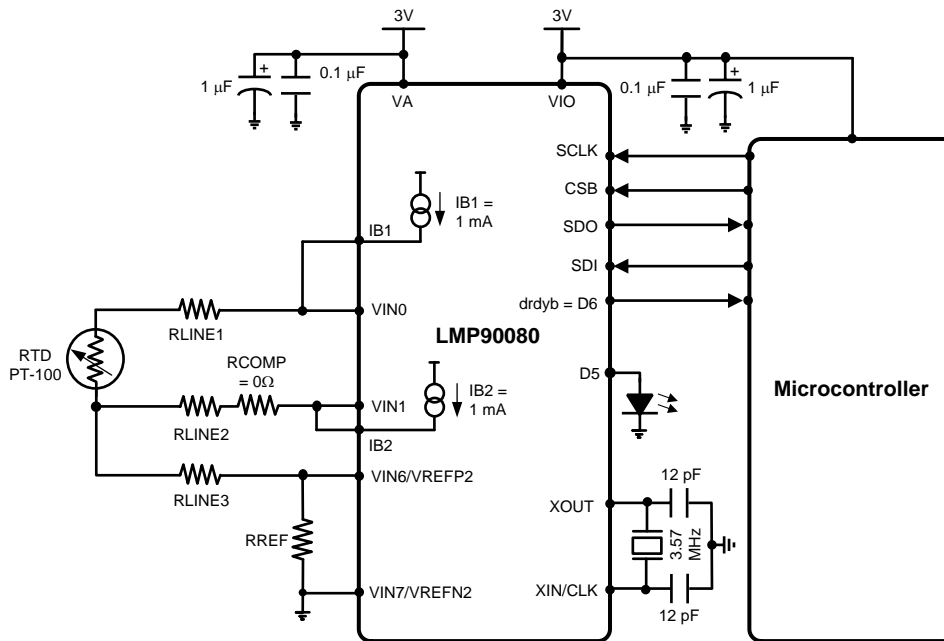 3V
3V
1 μF
+
0.1 μF
0.1 μF
+
1 μF
VA
VIO
SCLK
CSB
SDO
SDI
drdyb = D6
IB1 =
1 mA
IB1
VIN0
RLINE1
LMP90080
RTD
PT-100
RCOMP
= 0Ω
IB2 =
1 mA
VIN1
RLINE2
IB2
D5
Microcontroller
VIN6/VREFP2
RLINE3
RREF
VIN7/VREFN2
12 pF
XOUT
3.57
MHz
XIN/CLK
12 pF